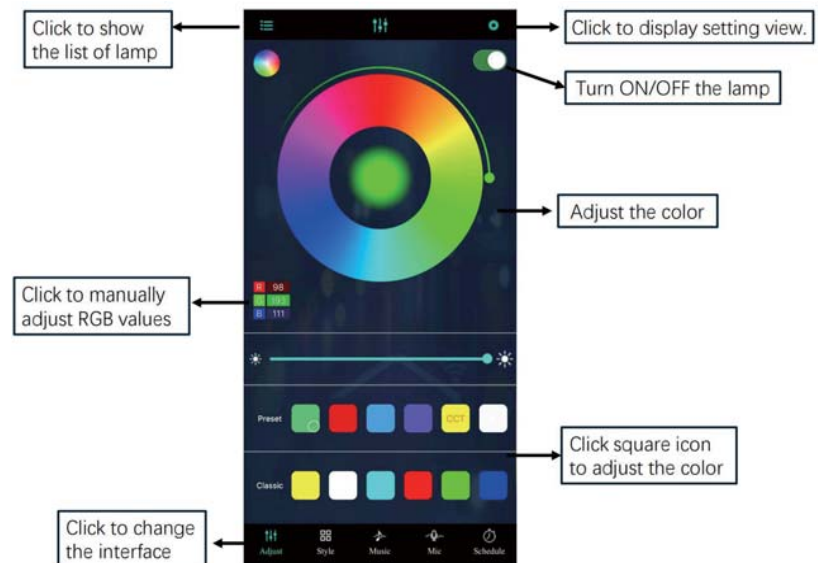 Click to show
the list of lamp
Click to display setting view.
Turn ON/OFF the lamp
Adjust the color
R 98
G 193
B 111
Click to manually
adjust RGB values
Preset
CCT
Click square icon
to adjust the color
Classic
Click to change
the interface
Adjust
Style
Music
Mic
Schedule